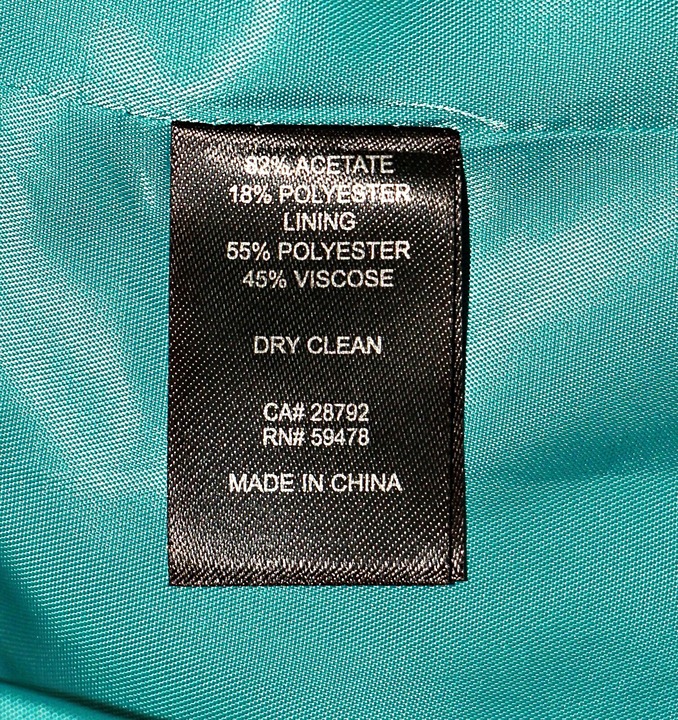 82% ACETATE
18% POLYESTER
LINING
55% POLYESTER
45% VISCOSE
DRY CLEAN
CA# 28792
RN# 59478
MADE IN CHINA